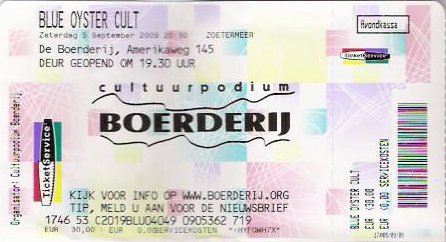 BLUE OYSTER CULT
Zaterdag 5 September 2009 20:30 ZOETERMEER
De Boerderij, Amerikaweg 145
DEUR GEOPEND OM 19.30 UUR
Avondkassa
TicketService
cultuurpodium
BOERDERIJ
Organisator: Cultuurpodium Boerderij
TicketService
KIJK VOOR INFO OP WWW.BOERDERIJ.ORG
TIP, MELD U AAN VOOR DE NIEUWSBRIEF
1746 53 C2019BLU04049 0905362 719
EUR 30,00 / EUR 0.0SERVICEKOSTEN *:HYFQWH7X*
BLUE OYSTER CULT
EUR *30,00
EUR *0,00 SERVICEKOSTEN